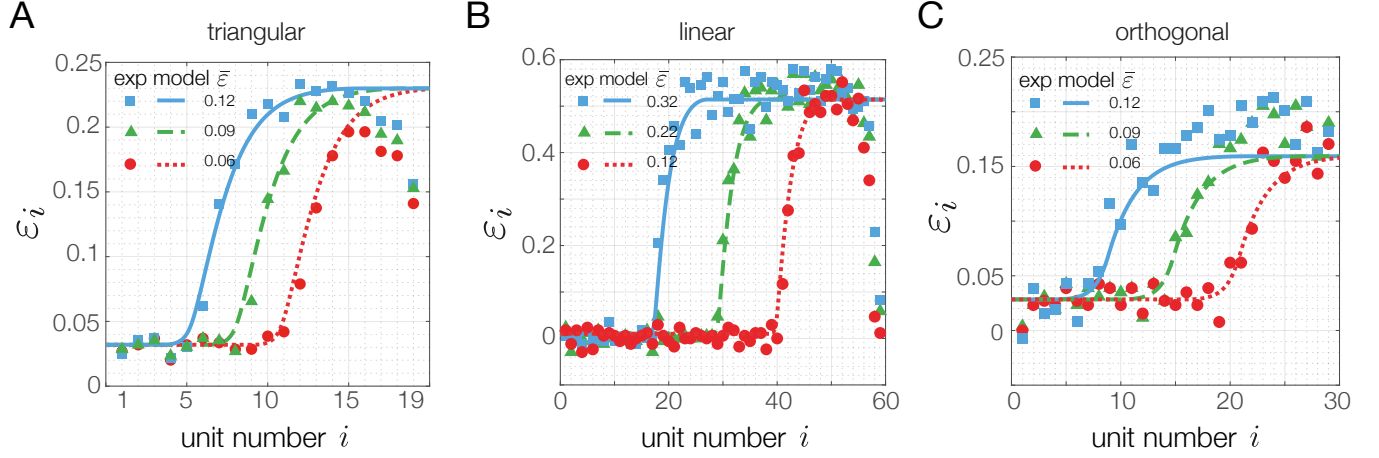 A
triangular
exp model ε̄
0.12
0.09
0.06
0.25
0.2
0.15
0.1
0.05
0
εi
1
5
10
15
19
unit number i
B
linear
exp model ε̄
0.32
0.22
0.12
0.6
0.4
0.2
0
εi
0
20
40
60
unit number i
C
orthogonal
exp model ε̄
0.12
0.09
0.06
0.25
0.15
0.05
0
εi
0
10
20
30
unit number i